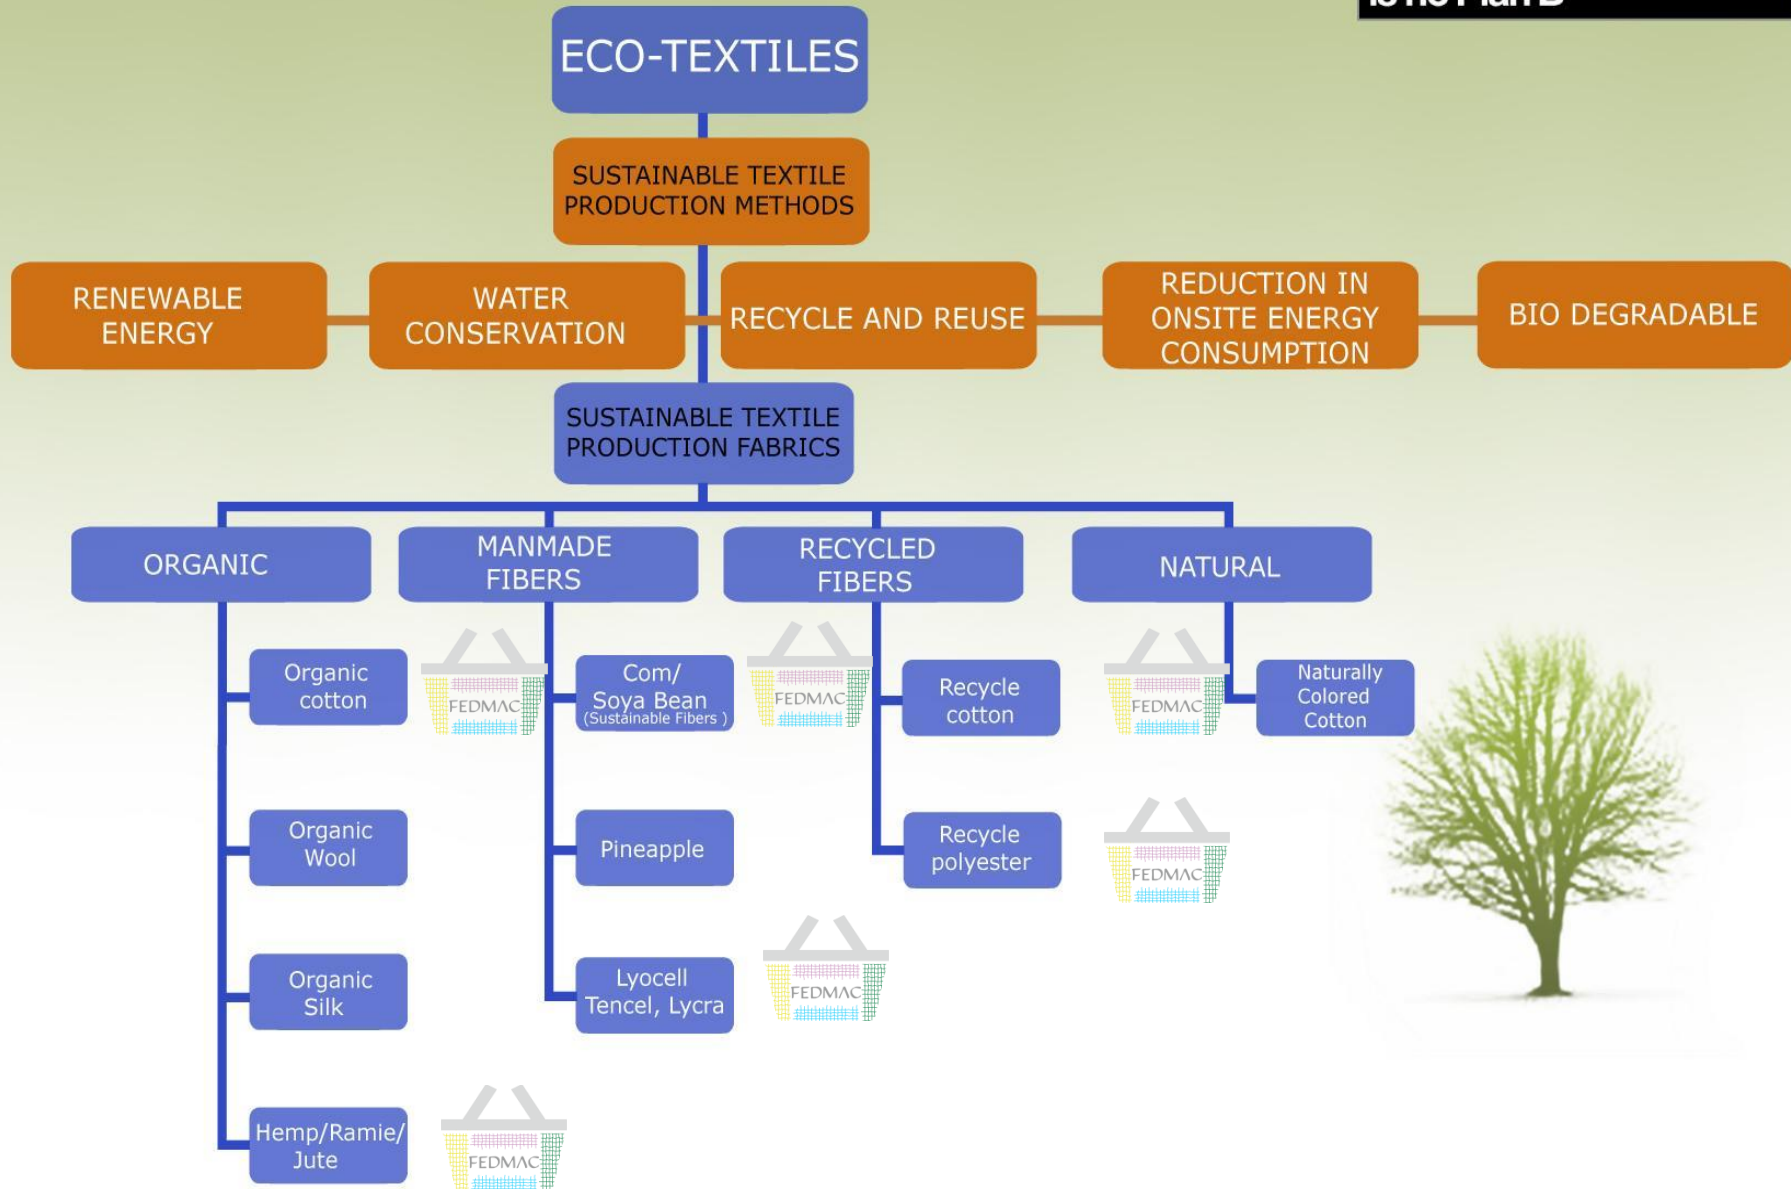 is no Plan B
ECO-TEXTILES
SUSTAINABLE TEXTILE
PRODUCTION METHODS
RENEWABLE
ENERGY
WATER
CONSERVATION
RECYCLE AND REUSE
REDUCTION IN
ONSITE ENERGY
CONSUMPTION
BIO DEGRADABLE
SUSTAINABLE TEXTILE
PRODUCTION FABRICS
ORGANIC
MANMADE
FIBERS
RECYCLED
FIBERS
NATURAL
Organic
cotton
FEDMAC
Com/
Soya Bean
(Sustainable Fibers )
FEDMAC
Recycle
cotton
FEDMAC
Naturally
Colored
Cotton
Organic
Wool
Pineapple
Recycle
polyester
FEDMAC
Organic
Silk
Lyocell
Tencel, Lycra
FEDMAC
Hemp/Ramie/
Jute
FEDMAC